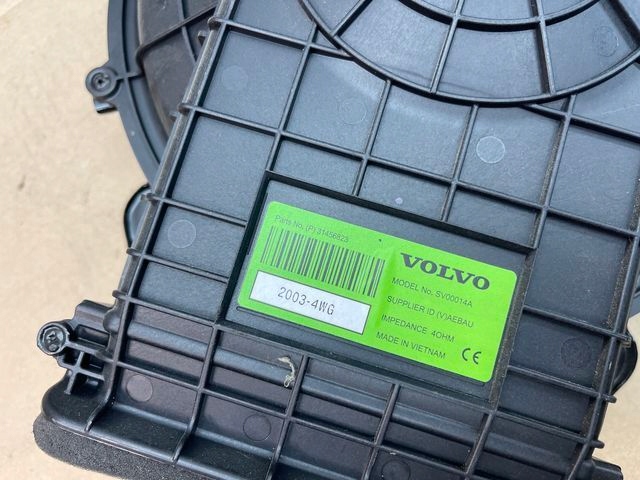 Parts No. (P) 31456823
2003-4WG
VOLVO
MODEL No. SV00014A
SUPPLIER ID (V)AEBAU
IMPEDANCE 4OHM
MADE IN VIETNAM
CE